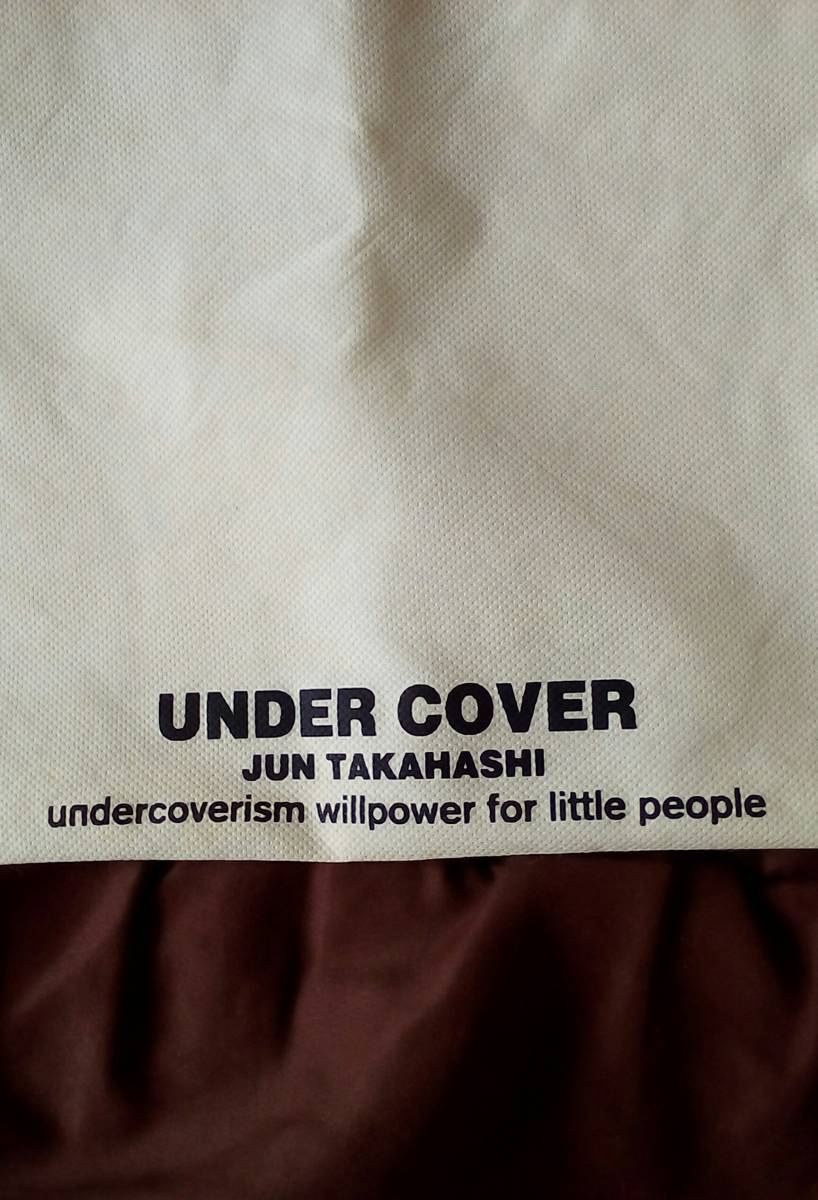 UNDER COVER
JUN TAKAHASHI
undercoverism willpower for little people